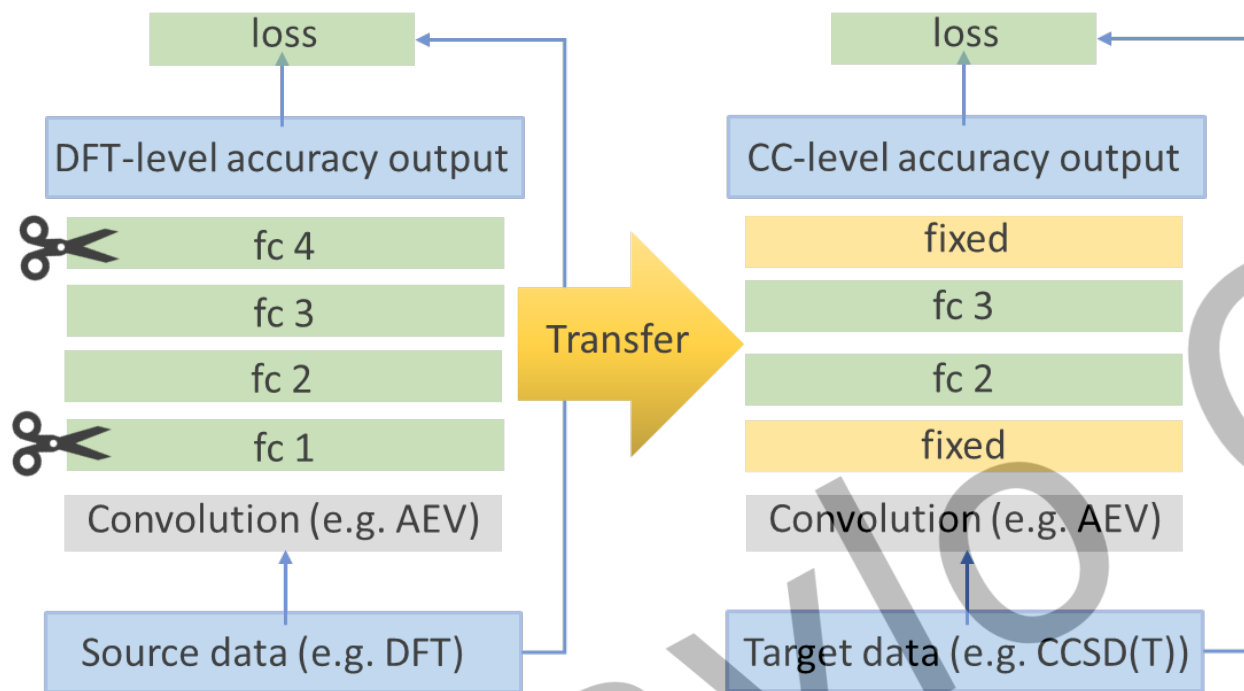 loss
DFT-level accuracy output
fc 4
fc 3
fc 2
fc 1
Convolution (e.g. AEV)
Source data (e.g. DFT)
Transfer
loss
CC-level accuracy output
fixed
fc 3
fc 2
fixed
Convolution (e.g. AEV)
Target data (e.g. CCSD(T))